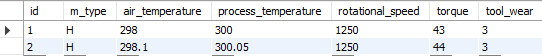 id m_type air_temperature process_temperature rotational_speed torque tool_wear
1 H 298 300 1250 43 3
2 H 298.1 300.05 1250 44 3